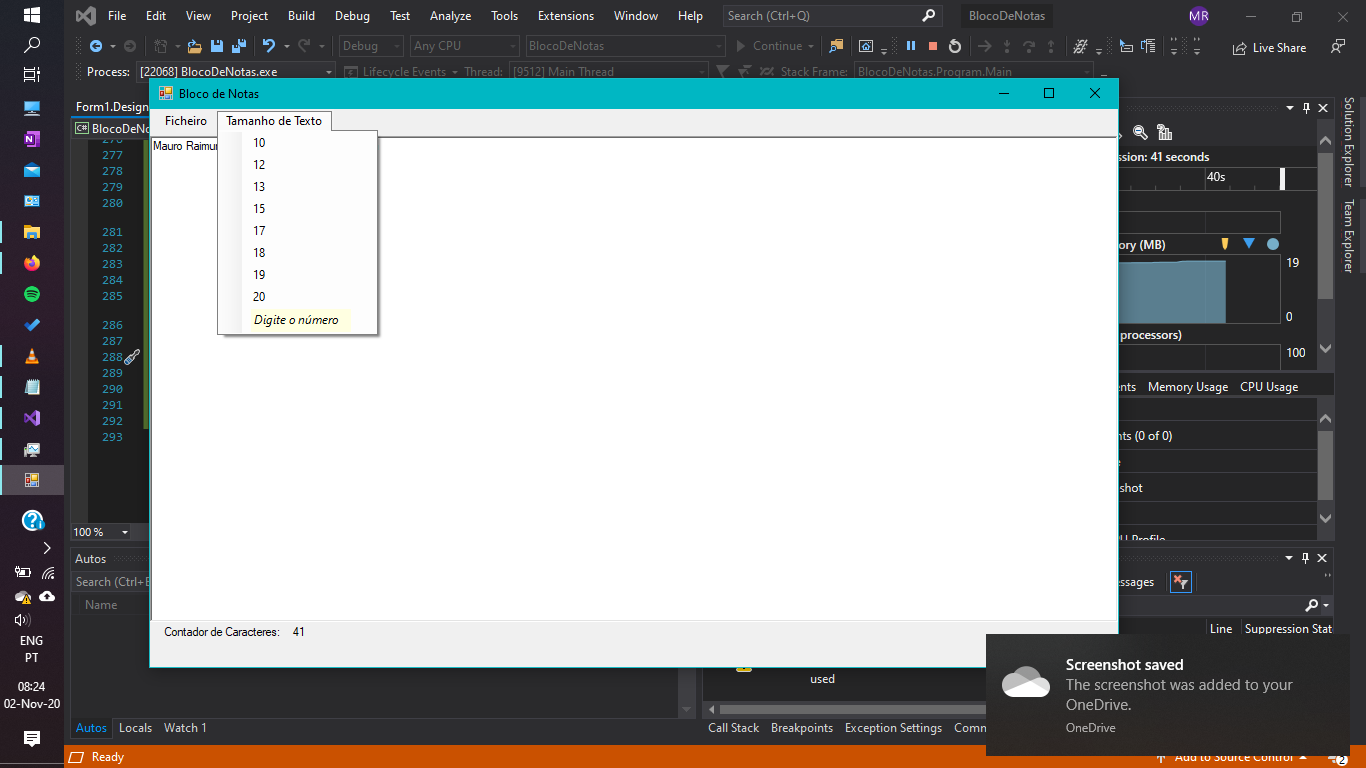 File Edit View Project Build Debug Test Analyze Tools Extensions Window Help Search (Ctrl+Q) BlocoDeNotas MR
Debug Any CPU BlocoDeNotas Continue Live Share
Process: [22068] BlocoDeNotas.exe Lifecycle Events Thread: [9512] Main Thread Stack Frame: BlocoDeNotas.Program.Main
Bloco de Notas
Form1.Design
Ficheiro Tamanho de Texto
BlocoDeNo
Mauro Raimu
10
12
13
15
17
18
19
20
Digite o número
276
277
278
279
280
281
282
283
284
285
286
287
288
289
290
291
292
293
100 %
Contador de Caracteres: 41
Solution Explorer
Team Explorer
ssion: 41 seconds
40s
ory (MB)
19
0
processors)
100
nts Memory Usage CPU Usage
nts (0 of 0)
e
shot
U Profile
Autos
Search (Ctrl+E
Name
essages
Line Suppression Stat
used
Autos Locals Watch 1
Call Stack Breakpoints Exception Settings Comm
Screenshot saved
The screenshot was added to your
OneDrive.
OneDrive
Ready
Add to Source Control
2
ENG
PT
08:24
02-Nov-20